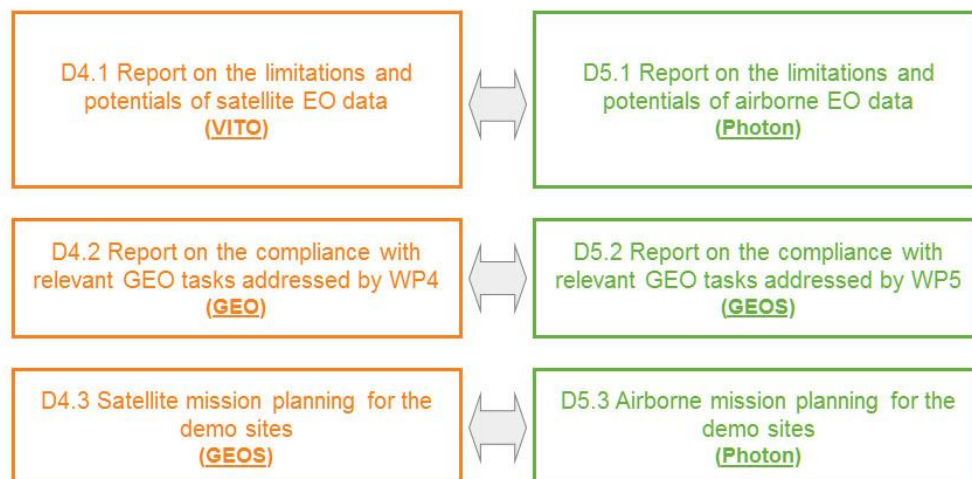 D4.1 Report on the limitations and
potentials of satellite EO data
(VITO)
D5.1 Report on the limitations and
potentials of airborne EO data
(Photon)
D4.2 Report on the compliance with
relevant GEO tasks addressed by WP4
(GEO)
D5.2 Report on the compliance with
relevant GEO tasks addressed by WP5
(GEOS)
D4.3 Satellite mission planning for the
demo sites
(GEOS)
D5.3 Airborne mission planning for the
demo sites
(Photon)